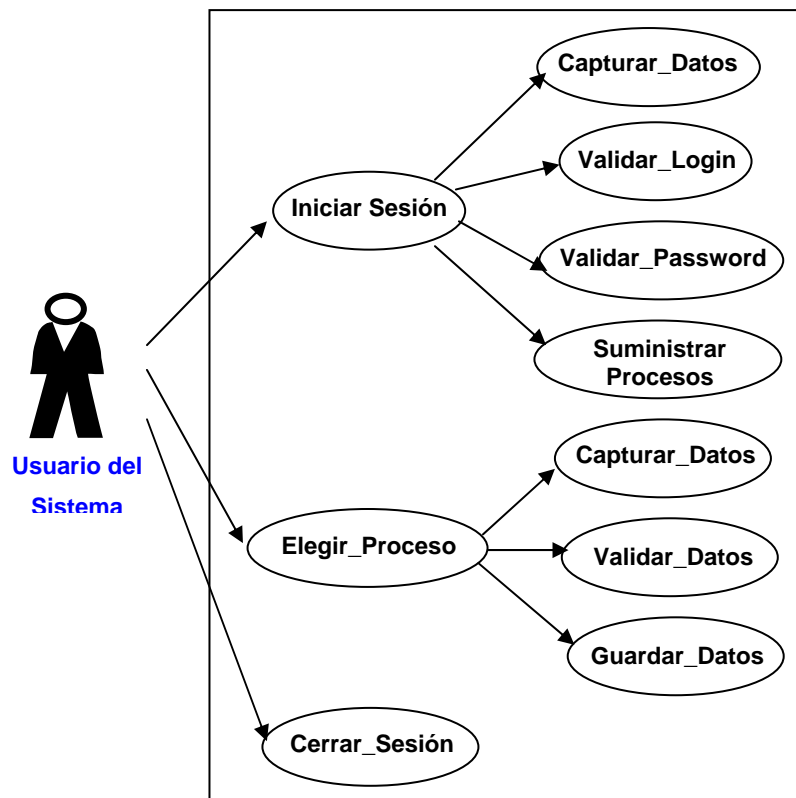 Capturar_Datos
Validar_Login
Iniciar Sesión
Validar_Password
Suministrar
Procesos
Usuario del
Sistema
Capturar_Datos
Elegir_Proceso
Validar_Datos
Guardar_Datos
Cerrar_Sesión